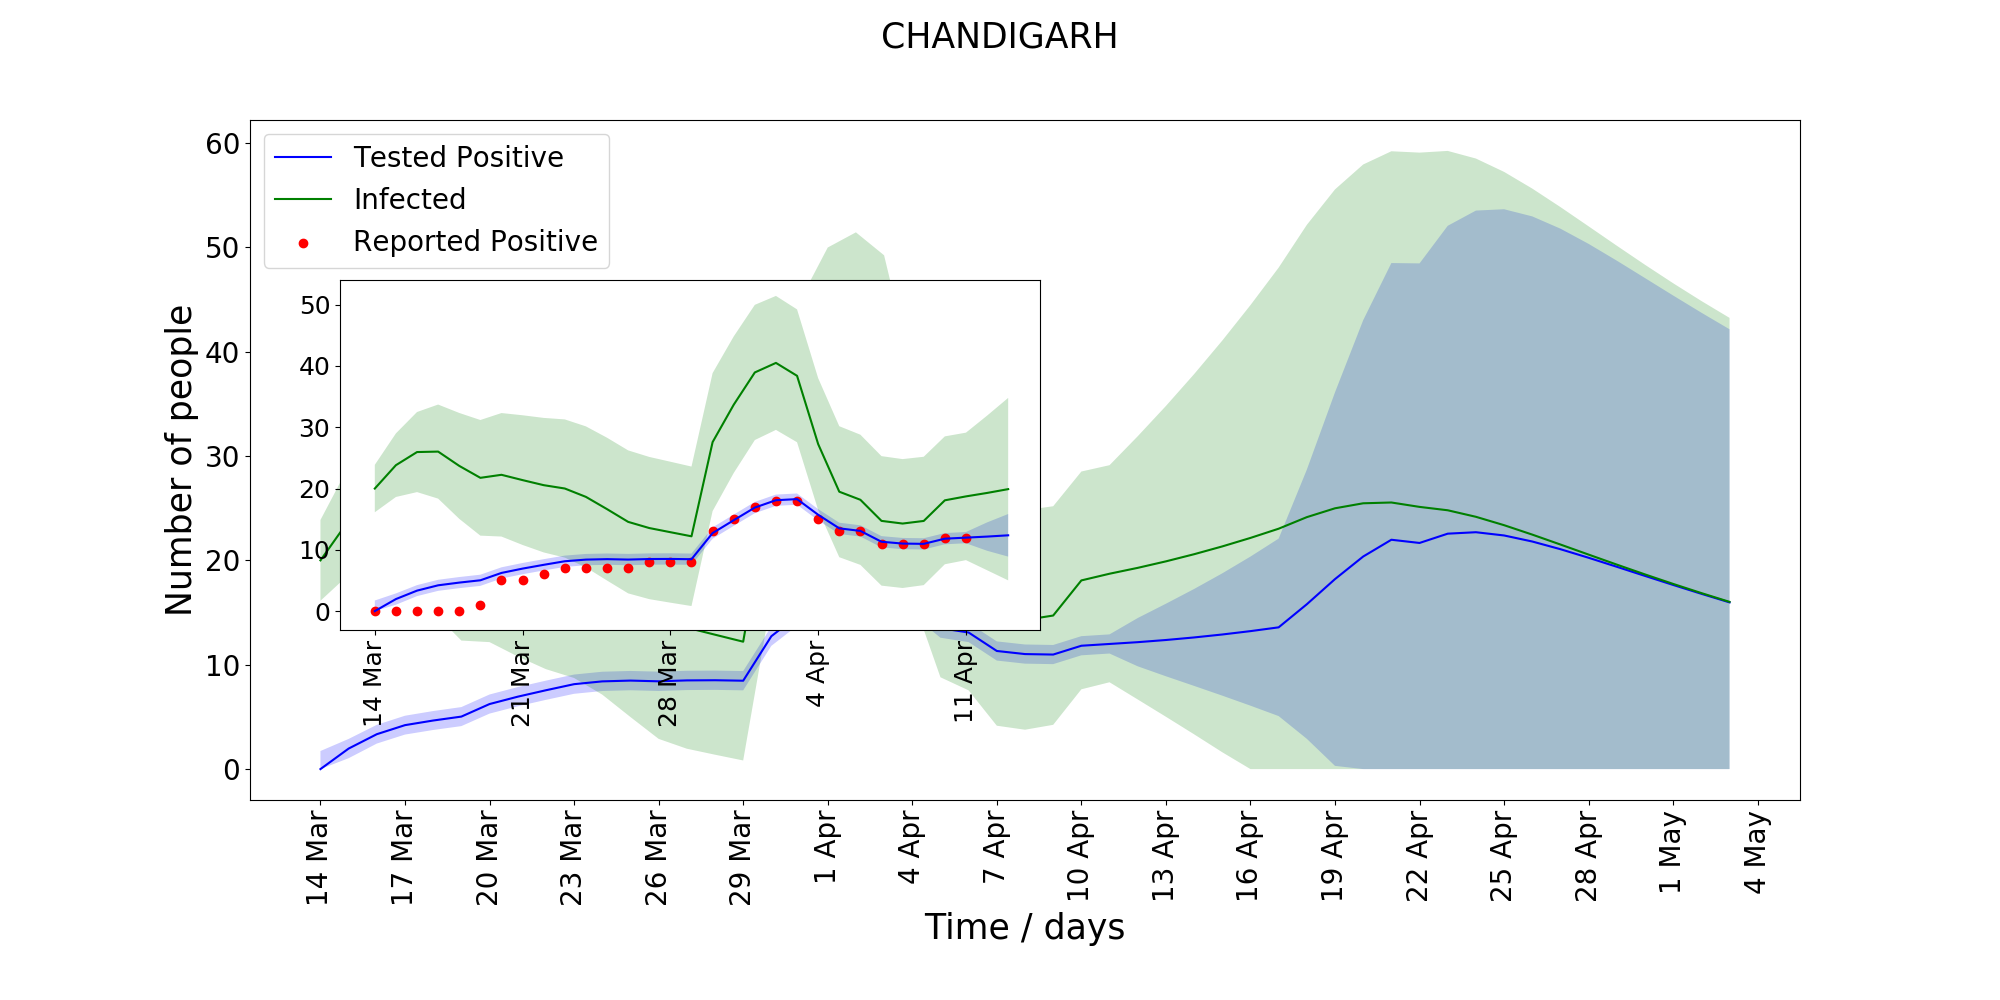 CHANDIGARH
Tested Positive
Infected
Reported Positive
Number of people
60
50
40
30
20
10
0
50
40
30
20
10
0
14 Mar
21 Mar
28 Mar
4 Apr
11 Apr
14 Mar
17 Mar
20 Mar
23 Mar
26 Mar
29 Mar
1 Apr
4 Apr
7 Apr
10 Apr
13 Apr
16 Apr
19 Apr
22 Apr
25 Apr
28 Apr
1 May
4 May
Time / days